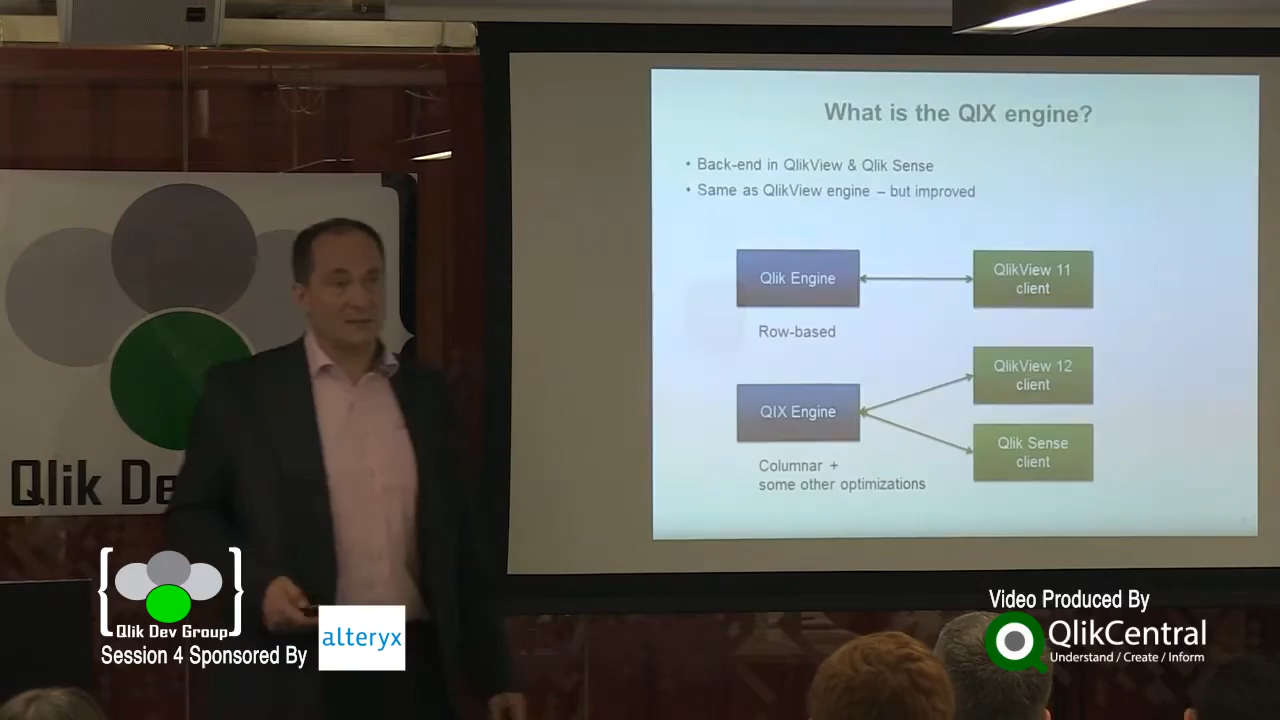 What is the QIX engine?
• Back-end in QlikView & Qlik Sense
• Same as QlikView engine – but improved
Qlik Engine
QlikView 11
client
Row-based
QlikView 12
client
QIX Engine
Qlik Sense
client
Columnar +
some other optimizations
Qlik De
Qlik Dev Group
Session 4 Sponsored By
alteryx
Video Produced By
QlikCentral
Understand / Create / Inform